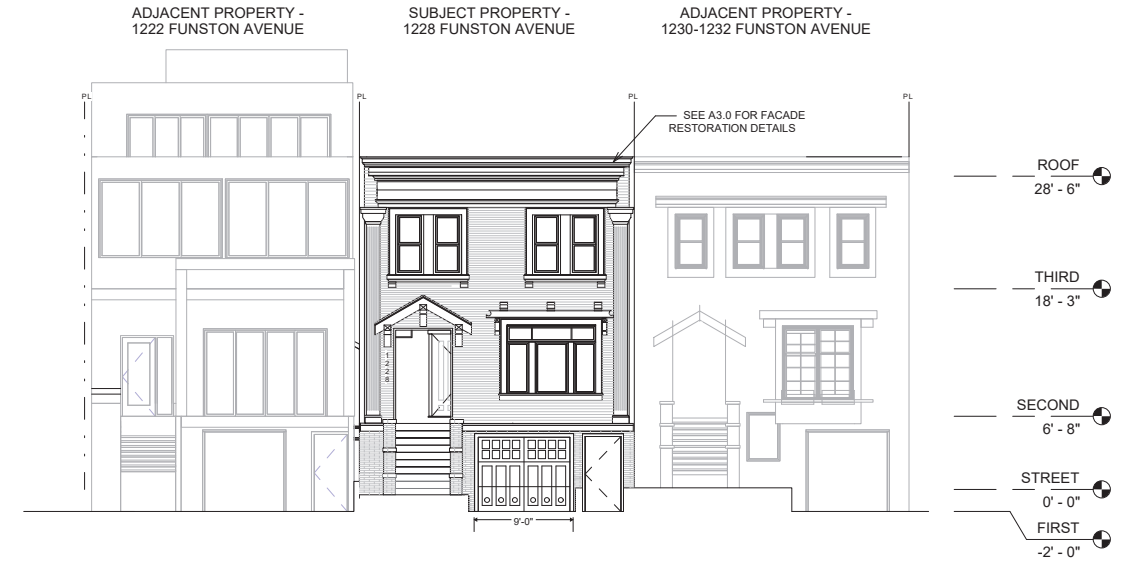 ADJACENT PROPERTY -
1222 FUNSTON AVENUE
SUBJECT PROPERTY -
1228 FUNSTON AVENUE
ADJACENT PROPERTY -
1230-1232 FUNSTON AVENUE
PL
PL
PL
PL
SEE A3.0 FOR FACADE
RESTORATION DETAILS
ROOF
28' - 6"
THIRD
18' - 3"
1
2
2
8
SECOND
6' - 8"
STREET
0' - 0"
9'-0"
FIRST
-2' - 0"